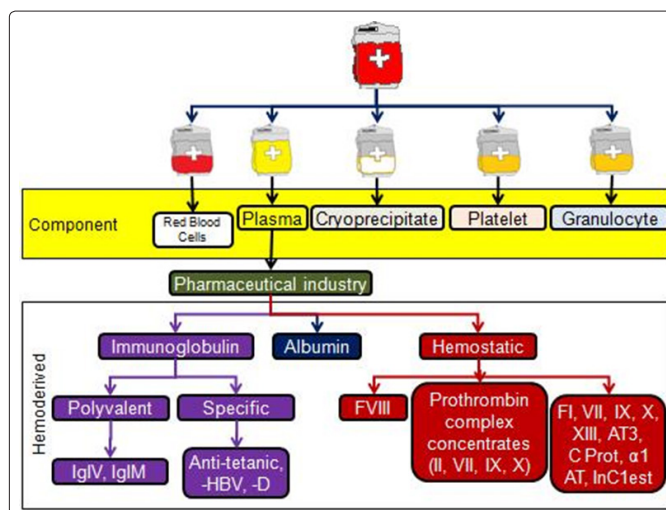 Component
Red Blood
Cells
Plasma
Cryoprecipitate
Platelet
Granulocyte
Pharmaceutical industry
Hemoderived
Immunoglobulin
Albumin
Hemostatic
Polyvalent
Specific
FVIII
Prothrombin
complex
concentrates
(II, VII, IX, X)
FI, VII, IX, X,
XIII, AT3,
C Prot, α1
AT, InC1est
IgIV, IgIM
Anti-tetanic,
-HBV, -D